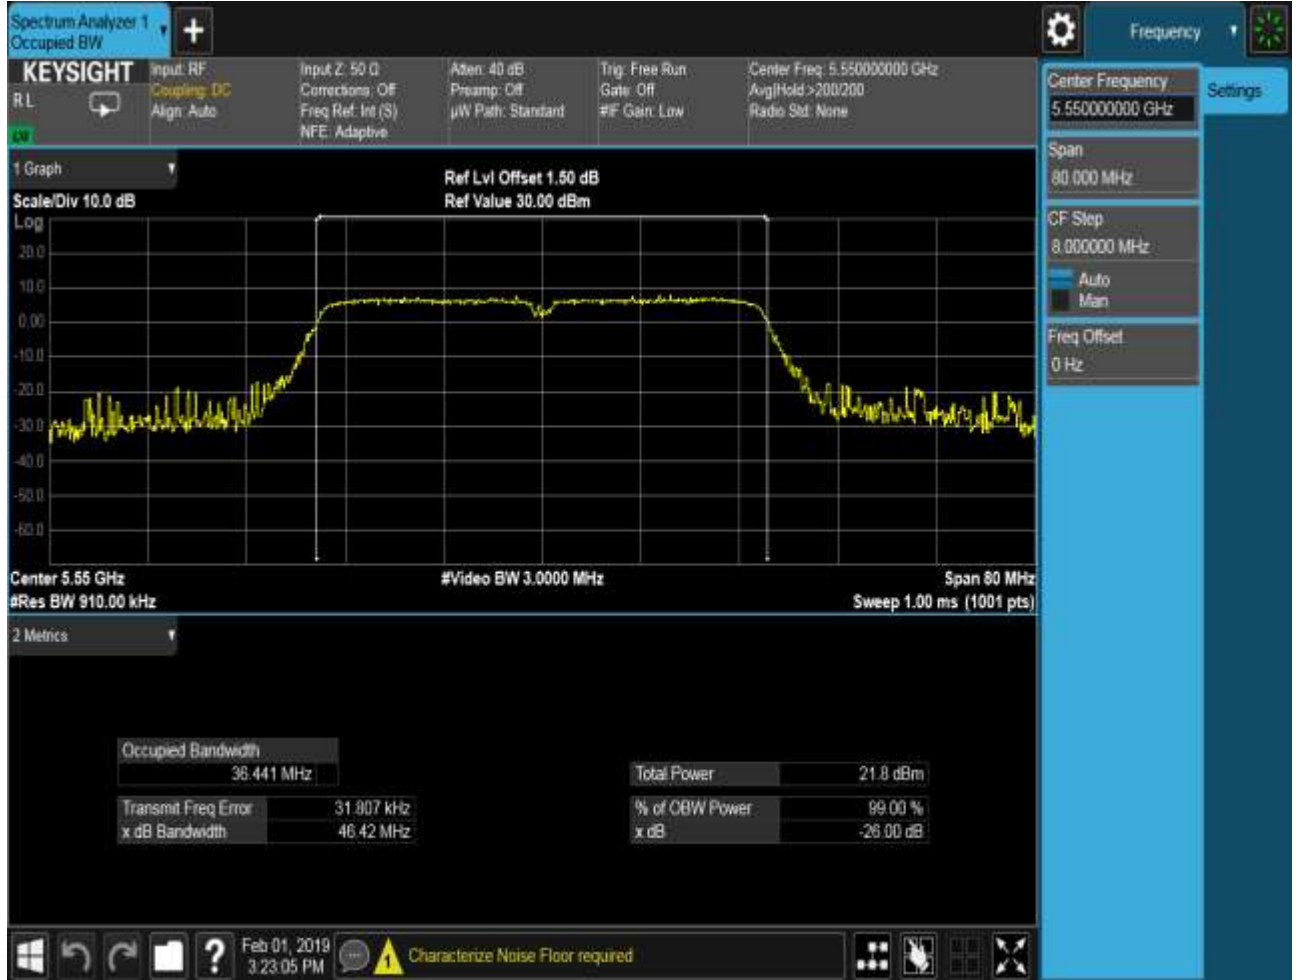 Spectrum Analyzer 1
Occupied BW
Frequency
KEYSIGHT
R L
Input: RF
Coupling: DC
Align: Auto
Input Z: 50 Ω
Corrections: Off
Freq Ref: Int (S)
NFE: Adaptive
Atten: 40 dB
Preamp: Off
µW Path: Standard
Trig: Free Run
Gate: Off
#IF Gain: Low
Center Freq: 5.550000000 GHz
Avg|Hold:>200/200
Radio Std: None
Center Frequency
5.550000000 GHz
Settings
Span
80.000 MHz
CF Step
8.000000 MHz
Auto
Man
Freq Offset
0 Hz
1 Graph
Scale/Div 10.0 dB
Ref Lvl Offset 1.50 dB
Ref Value 30.00 dBm
Log
20.0
10.0
0.00
-10.0
-20.0
-30.0
-40.0
-50.0
-60.0
Center 5.55 GHz
#Res BW 910.00 kHz
#Video BW 3.0000 MHz
Span 80 MHz
Sweep 1.00 ms (1001 pts)
2 Metrics
Occupied Bandwidth
36.441 MHz
Transmit Freq Error 31.807 kHz
x dB Bandwidth 46.42 MHz
Total Power 21.8 dBm
% of OBW Power 99.00 %
x dB -26.00 dB
?
Feb 01, 2019
3:23:05 PM
1
Characterize Noise Floor required